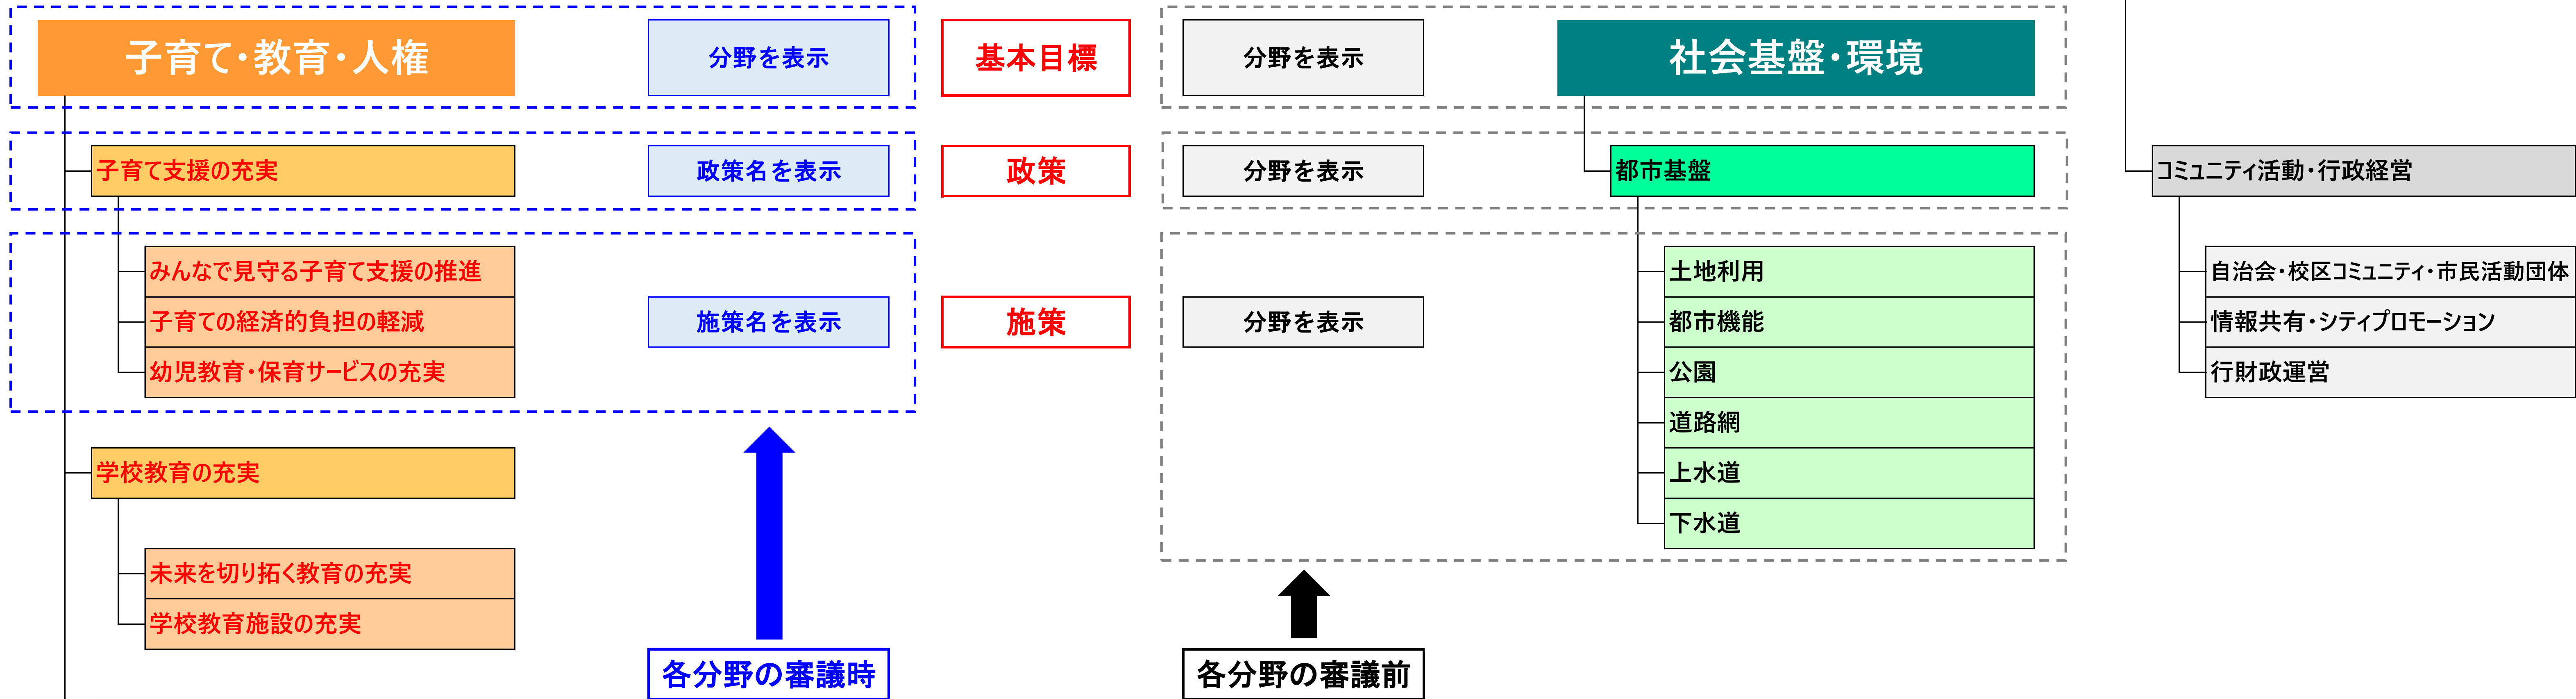 子育て・教育・人権
分野を表示
基本目標
分野を表示
社会基盤・環境
子育て支援の充実
政策名を表示
政策
分野を表示
都市基盤
コミュニティ活動・行政経営
みんなで見守る子育て支援の推進
子育ての経済的負担の軽減
幼児教育・保育サービスの充実
施策名を表示
施策
分野を表示
土地利用
都市機能
公園
道路網
上水道
下水道
自治会・校区コミュニティ・市民活動団体
情報共有・シティプロモーション
行財政運営
学校教育の充実
未来を切り拓く教育の充実
学校教育施設の充実
各分野の審議時
各分野の審議前